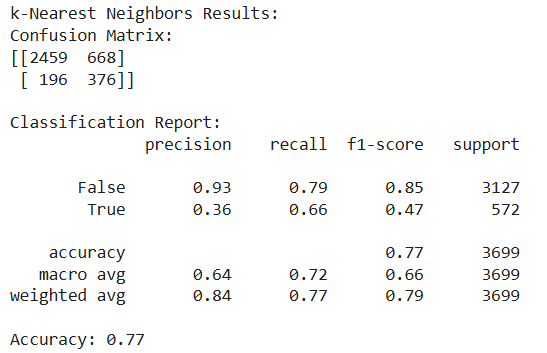 k-Nearest Neighbors Results:
Confusion Matrix:
[[2459  668]
 [ 196  376]]

Classification Report:
              precision    recall  f1-score   support

       False       0.93      0.79      0.85      3127
        True       0.36      0.66      0.47       572

    accuracy                           0.77      3699
   macro avg       0.64      0.72      0.66      3699
weighted avg       0.84      0.77      0.79      3699

Accuracy: 0.77